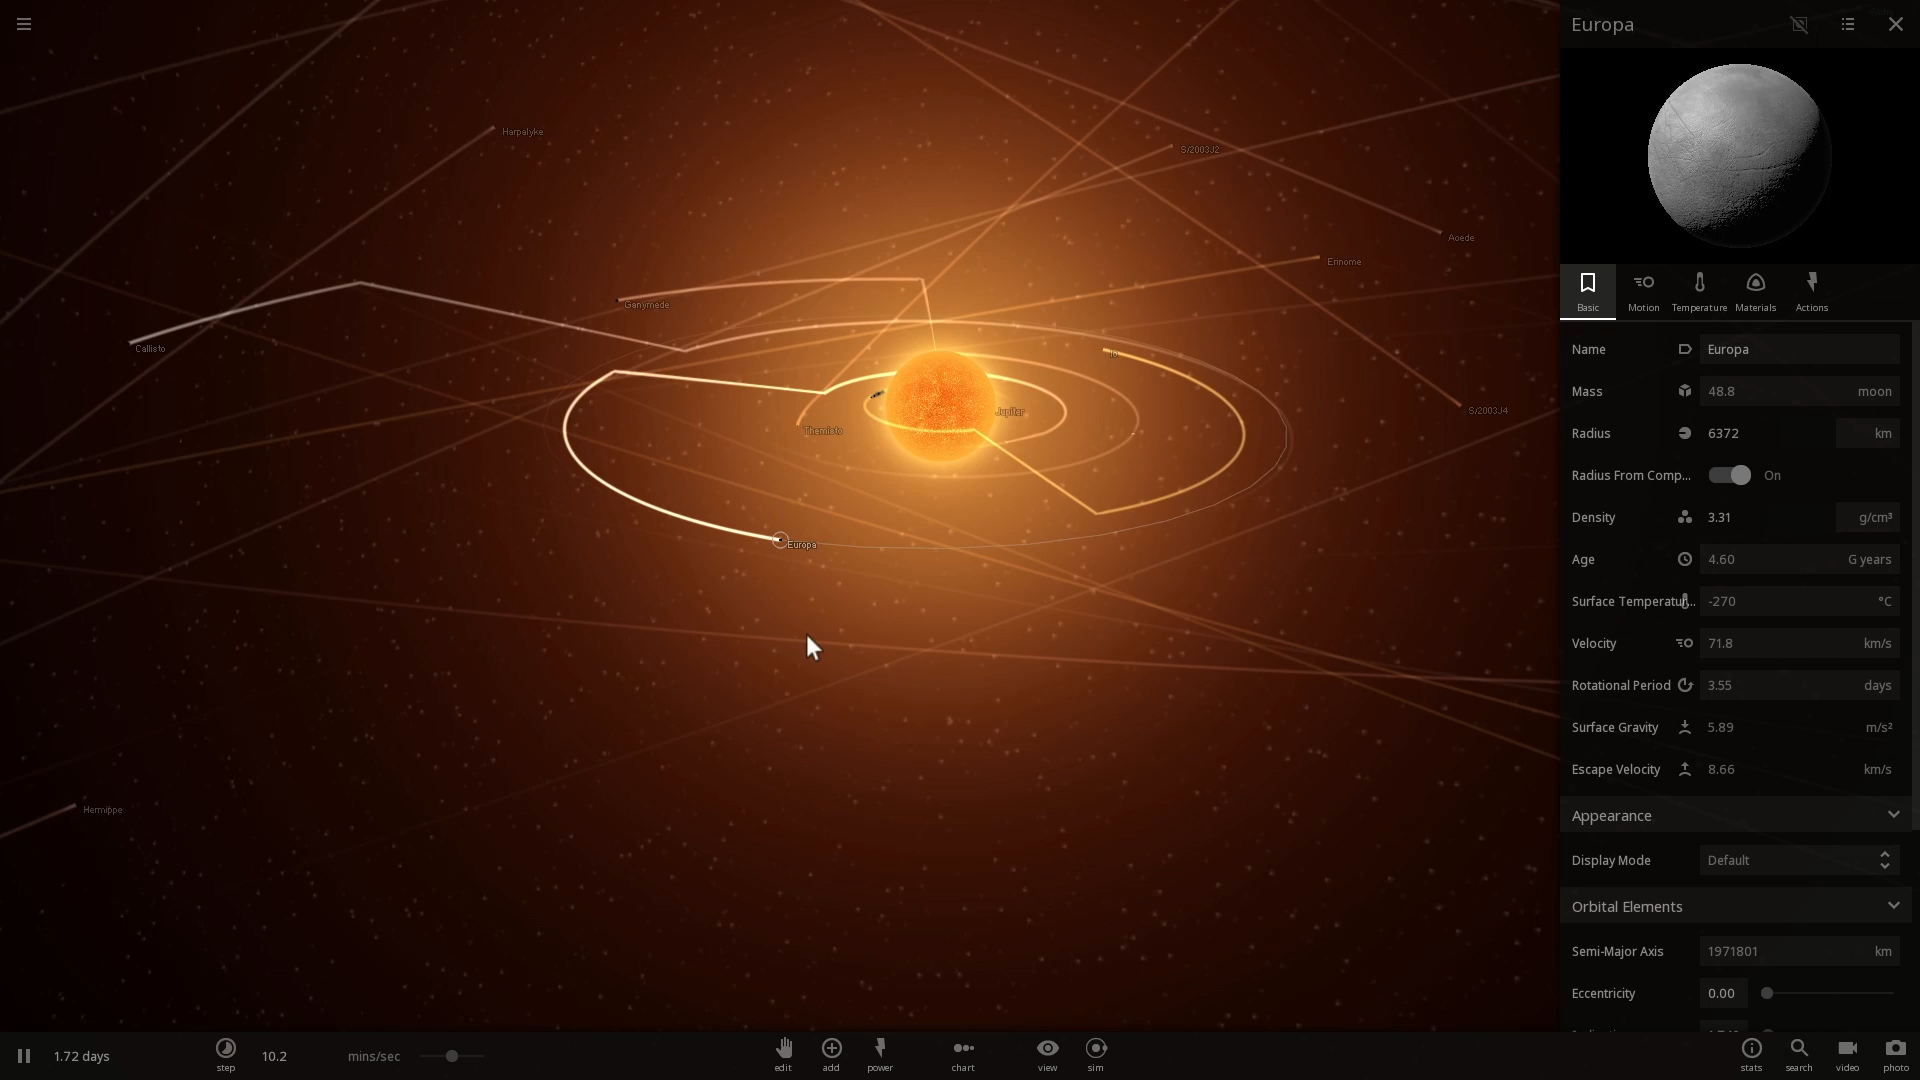 Europa
Harpalyke
S/2003J2
Aoede
Erinome
Ganymede
Callisto
Io
Jupiter
S/2003J4
Themisto
Europa
Hermippe
Basic
Motion
Temperature
Materials
Actions
Name Europa
Mass 48.8 moon
Radius 6372 km
Radius From Comp... On
Density 3.31 g/cm³
Age 4.60 G years
Surface Temperatur... -270 °C
Velocity 71.8 km/s
Rotational Period 3.55 days
Surface Gravity 5.89 m/s²
Escape Velocity 8.66 km/s
Appearance
Display Mode Default
Orbital Elements
Semi-Major Axis 1971801 km
Eccentricity 0.00
1.72 days
step
10.2 mins/sec
edit
add
power
chart
view
sim
stats
search
video
photo